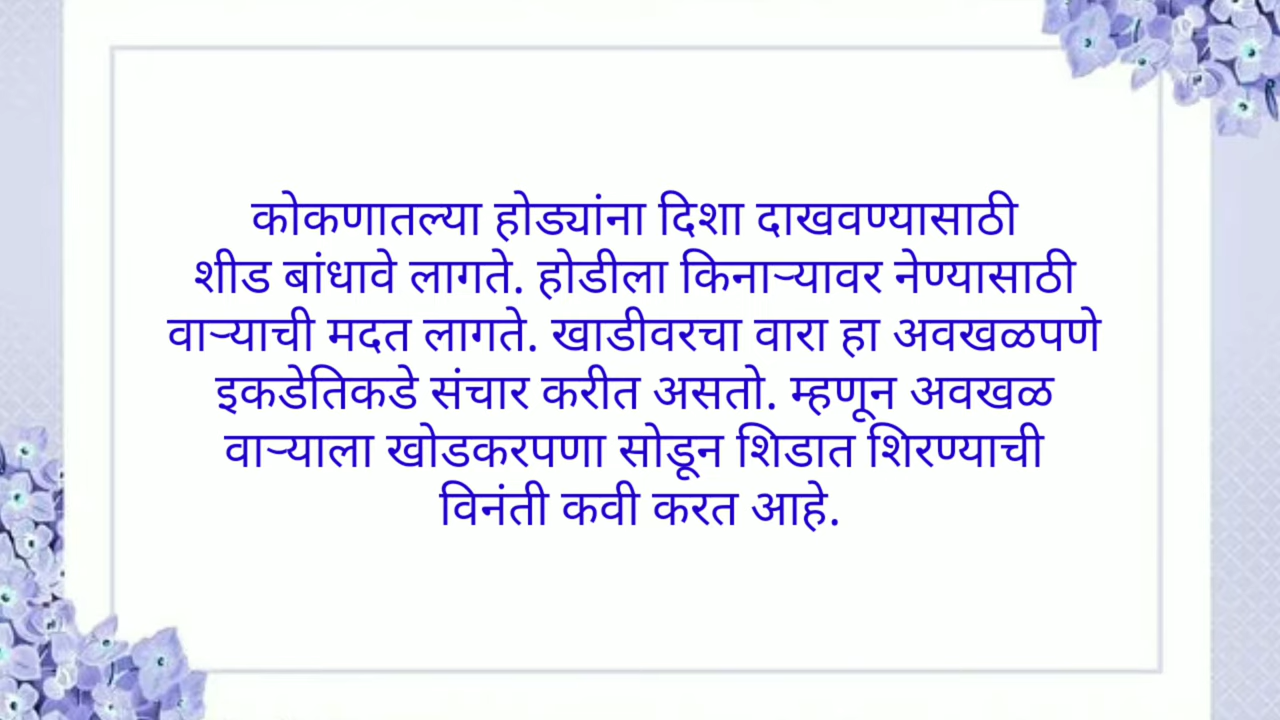 कोकणातल्या होड्यांना दिशा दाखवण्यासाठी
शीड बांधावे लागते. होडीला किनाऱ्यावर नेण्यासाठी
वाऱ्याची मदत लागते. खाडीवरचा वारा हा अवखळपणे
इकडेतिकडे संचार करीत असतो. म्हणून अवखळ
वाऱ्याला खोडकरपणा सोडून शिडात शिरण्याची
विनंती कवी करत आहे.